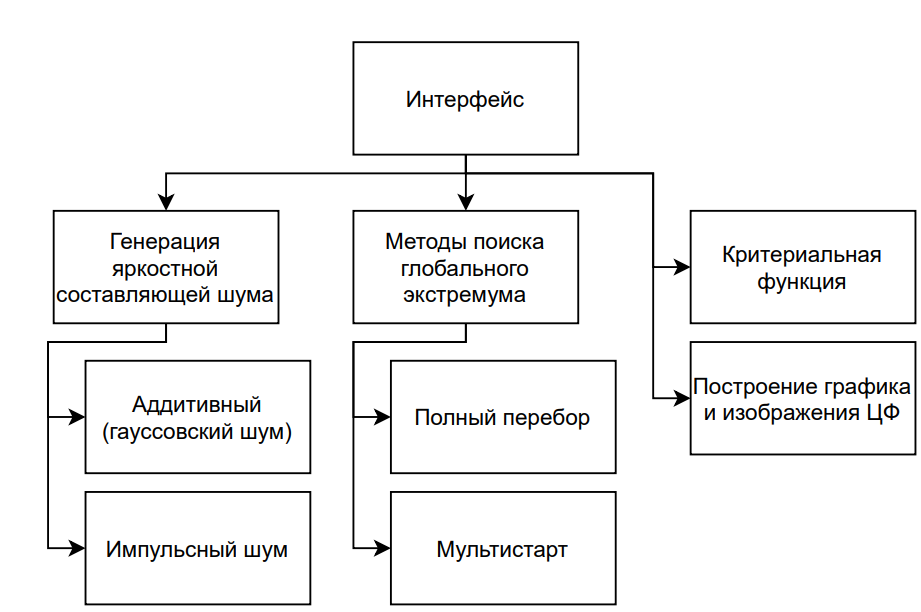 Интерфейс
Генерация
яркостной
составляющей шума
Методы поиска
глобального
экстремума
Критериальная
функция
Построение графика
и изображения ЦФ
Аддитивный
(гауссовский шум)
Полный перебор
Импульсный шум
Мультистарт